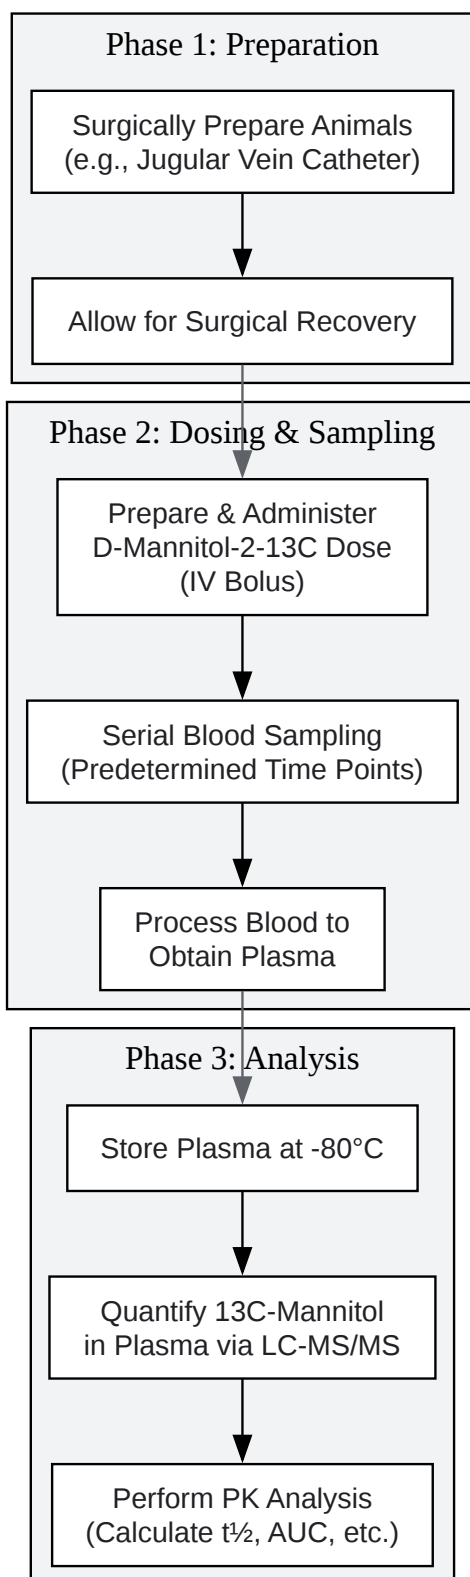 Phase 1: Preparation
Surgically Prepare Animals
(e.g., Jugular Vein Catheter)
Allow for Surgical Recovery
Phase 2: Dosing & Sampling
Prepare & Administer
D-Mannitol-2-13C Dose
(IV Bolus)
Serial Blood Sampling
(Predetermined Time Points)
Process Blood to
Obtain Plasma
Phase 3: Analysis
Store Plasma at -80°C
Quantify 13C-Mannitol
in Plasma via LC-MS/MS
Perform PK Analysis
(Calculate t½, AUC, etc.)